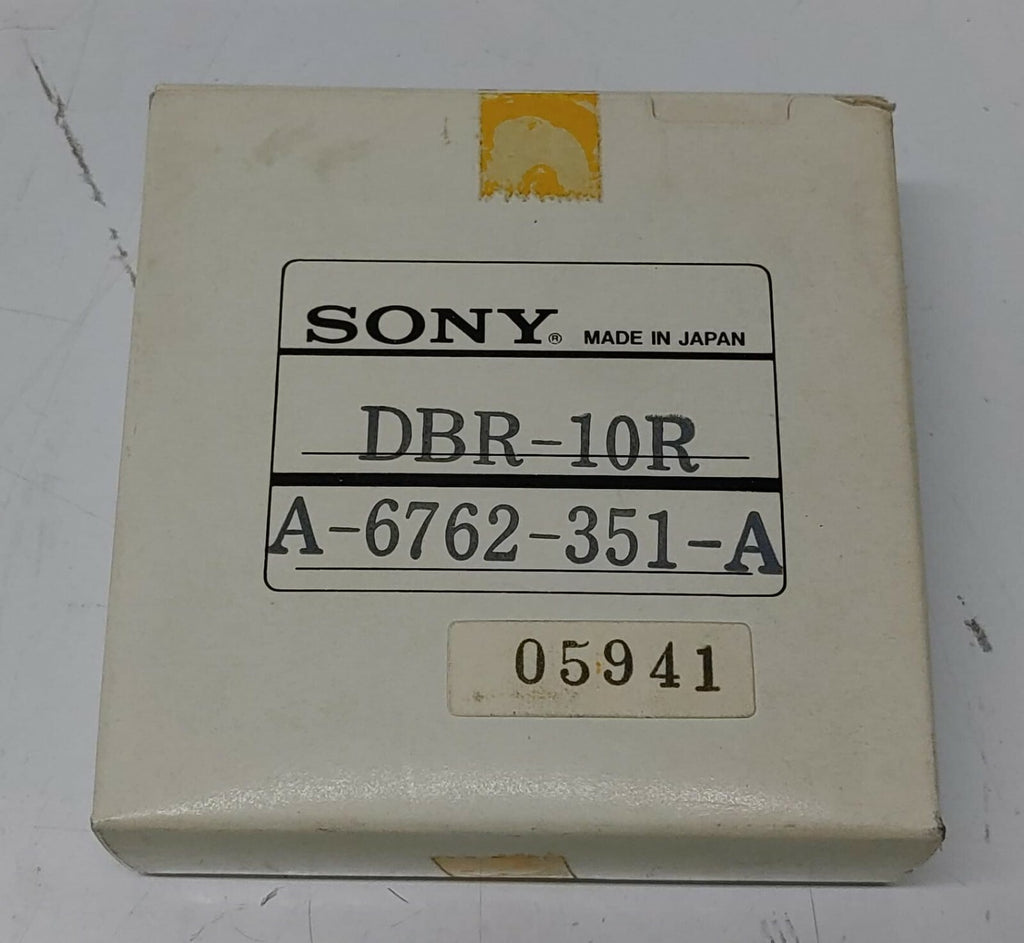 SONY® MADE IN JAPAN
DBR-10R
A-6762-351-A
05941